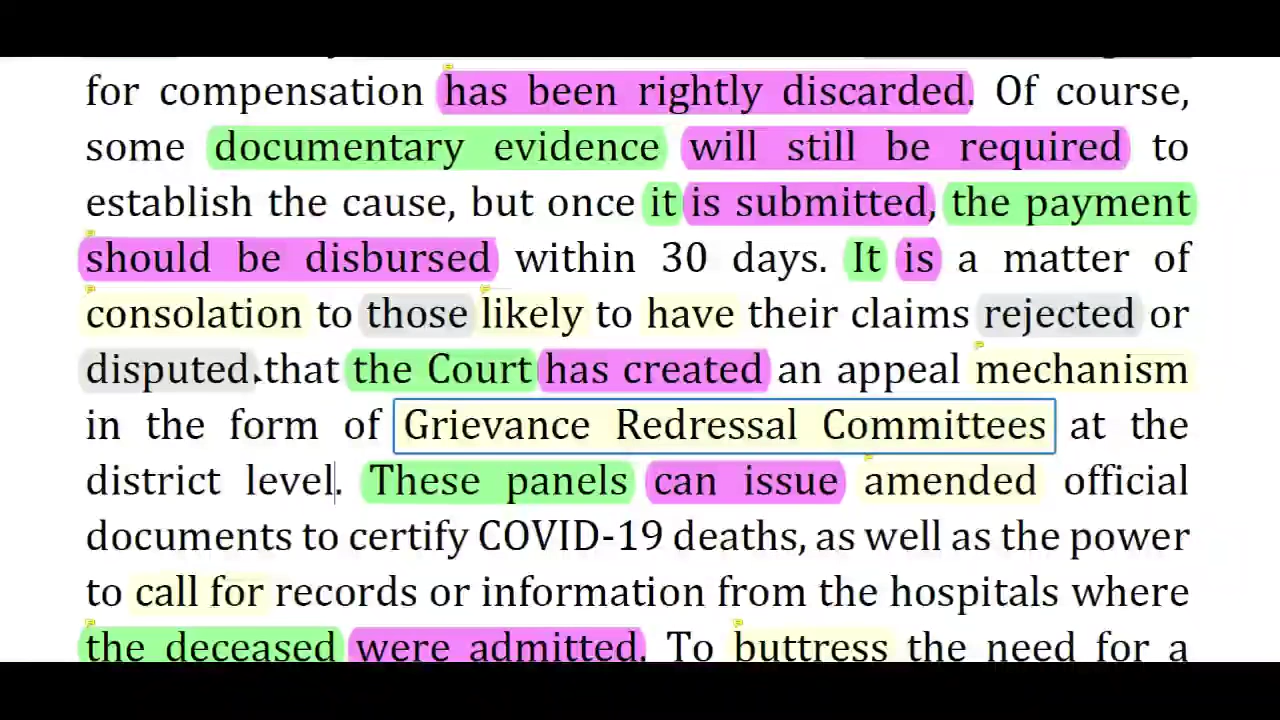 for compensation has been rightly discarded. Of course,
some documentary evidence will still be required to
establish the cause, but once it is submitted, the payment
should be disbursed within 30 days. It is a matter of
consolation to those likely to have their claims rejected or
disputed that the Court has created an appeal mechanism
in the form of Grievance Redressal Committees at the
district level. These panels can issue amended official
documents to certify COVID-19 deaths, as well as the power
to call for records or information from the hospitals where
the deceased were admitted. To buttress the need for a